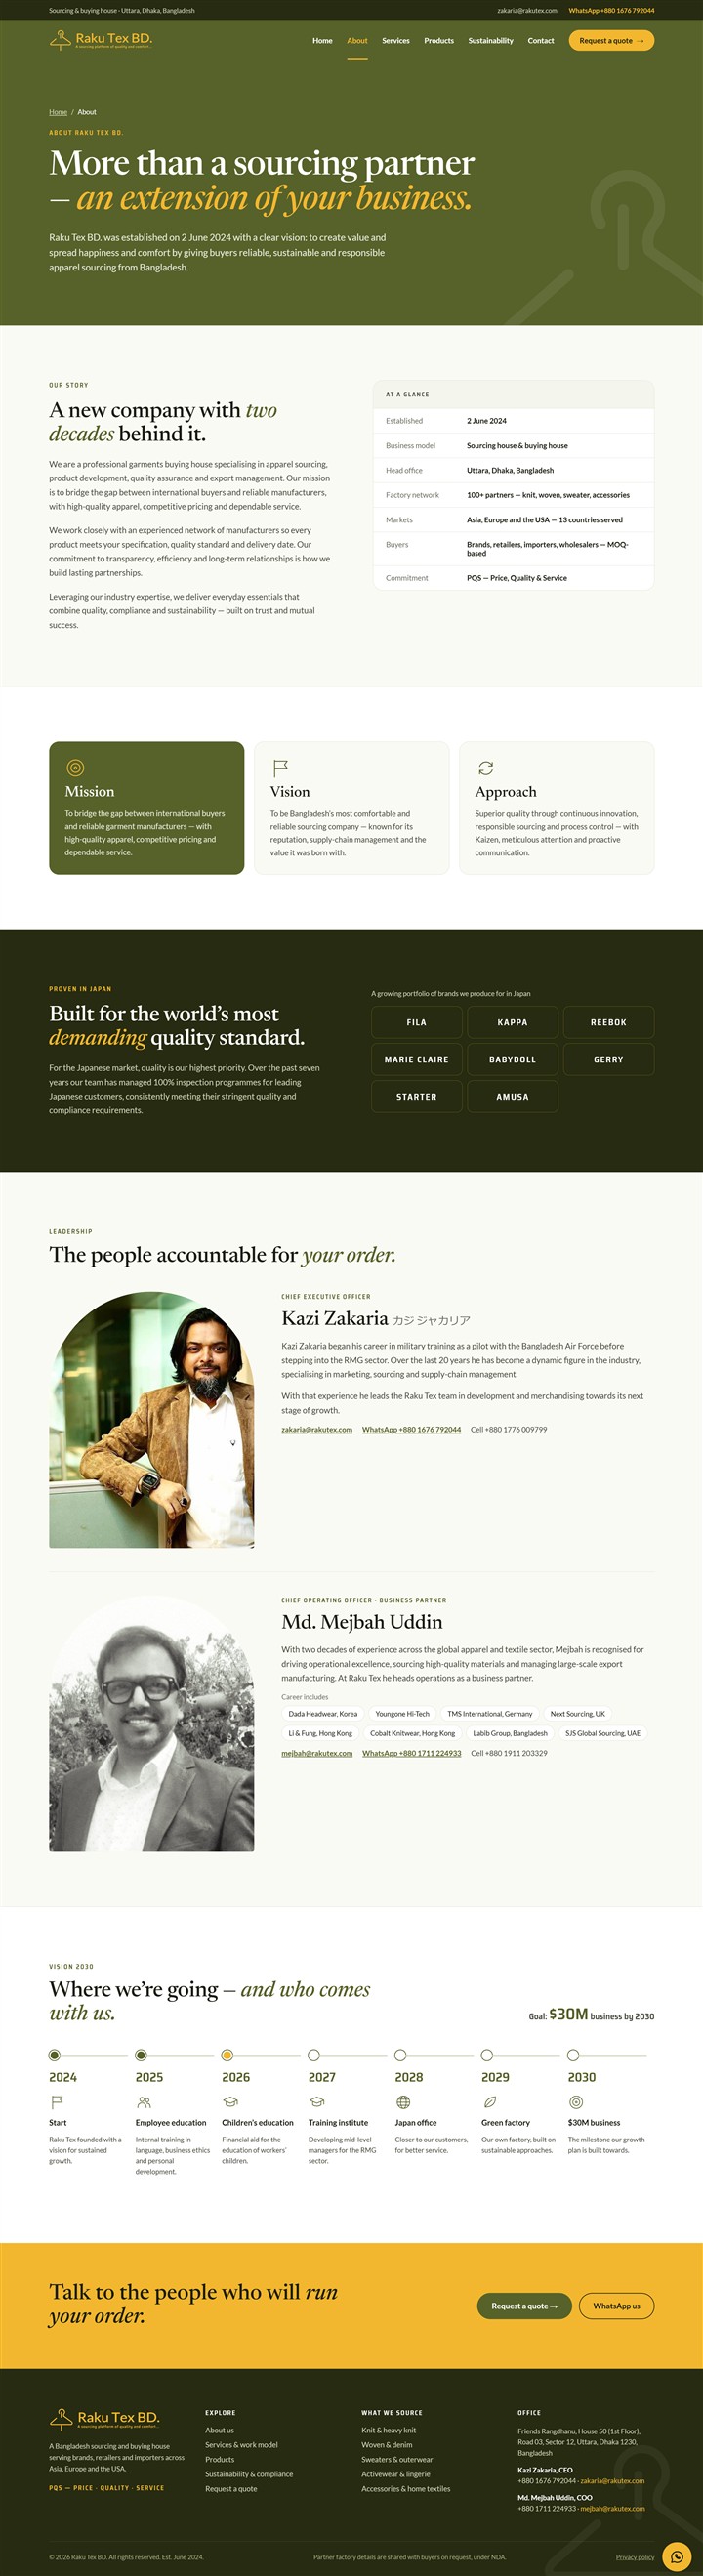 Sourcing & buying house · Uttara, Dhaka, Bangladesh
zakaria@rakutex.com
WhatsApp +880 1676 792044
Raku Tex BD.
A sourcing platform of quality and comfort...
Home
About
Services
Products
Sustainability
Contact
Request a quote →
Home / About
ABOUT RAKU TEX BD.
More than a sourcing partner
— an extension of your business.
Raku Tex BD. was established on 2 June 2024 with a clear vision: to create value and
spread happiness and comfort by giving buyers reliable, sustainable and responsible
apparel sourcing from Bangladesh.
OUR STORY
A new company with two
decades behind it.
We are a professional garments buying house specialising in apparel sourcing,
product development, quality assurance and export management. Our mission
is to bridge the gap between international buyers and reliable manufacturers,
with high-quality apparel, competitive pricing and dependable service.
We work closely with an experienced network of manufacturers so every
product meets your specification, quality standard and delivery date. Our
commitment to transparency, efficiency and long-term relationships is how we
build lasting partnerships.
Leveraging our industry expertise, we deliver everyday essentials that
combine quality, compliance and sustainability — built on trust and mutual
success.
AT A GLANCE
Established 2 June 2024
Business model Sourcing house & buying house
Head office Uttara, Dhaka, Bangladesh
Factory network 100+ partners — knit, woven, sweater, accessories
Markets Asia, Europe and the USA — 13 countries served
Buyers Brands, retailers, importers, wholesalers — MOQ-
based
Commitment PQS — Price, Quality & Service
Mission
To bridge the gap between international buyers
and reliable garment manufacturers — with
high-quality apparel, competitive pricing and
dependable service.
Vision
To be Bangladesh's most comfortable and
reliable sourcing company — known for its
reputation, supply-chain management and the
value it was born with.
Approach
Superior quality through continuous innovation,
responsible sourcing and process control — with
Kaizen, meticulous attention and proactive
communication.
PROVEN IN JAPAN
Built for the world's most
demanding quality standard.
For the Japanese market, quality is our highest priority. Over the past seven
years our team has managed 100% inspection programmes for leading
Japanese customers, consistently meeting their stringent quality and
compliance requirements.
A growing portfolio of brands we produce for in Japan
FILA
KAPPA
REEBOK
MARIE CLAIRE
BABYDOLL
GERRY
STARTER
AMUSA
LEADERSHIP
The people accountable for your order.
CHIEF EXECUTIVE OFFICER
Kazi Zakaria カジ ジャカリア
Kazi Zakaria began his career in military training as a pilot with the Bangladesh Air Force before
stepping into the RMG sector. Over the last 20 years he has become a dynamic figure in the industry,
specialising in marketing, sourcing and supply-chain management.
With that experience he leads the Raku Tex team in development and merchandising towards its next
stage of growth.
zakaria@rakutex.com WhatsApp +880 1676 792044 Cell +880 1776 009799
CHIEF OPERATING OFFICER · BUSINESS PARTNER
Md. Mejbah Uddin
With two decades of experience across the global apparel and textile sector, Mejbah is recognised for
driving operational excellence, sourcing high-quality materials and managing large-scale export
manufacturing. At Raku Tex he heads operations as a business partner.
Career includes
Dada Headwear, Korea
Youngone Hi-Tech
TMS International, Germany
Next Sourcing, UK
Li & Fung, Hong Kong
Cobalt Knitwear, Hong Kong
Labib Group, Bangladesh
SJS Global Sourcing, UAE
mejbah@rakutex.com WhatsApp +880 1711 224933 Cell +880 1911 203329
VISION 2030
Where we're going — and who comes
with us.
Goal: $30M business by 2030
2024
Start
Raku Tex founded with a
vision for sustained
growth.
2025
Employee education
Internal training in
language, business ethics
and personal
development.
2026
Children's education
Financial aid for the
education of workers'
children.
2027
Training institute
Developing mid-level
managers for the RMG
sector.
2028
Japan office
Closer to our customers,
for better service.
2029
Green factory
Our own factory, built on
sustainable approaches.
2030
$30M business
The milestone our growth
plan is built towards.
Talk to the people who will run
your order.
Request a quote →
WhatsApp us
Raku Tex BD.
A sourcing platform of quality and comfort...
A Bangladesh sourcing and buying house
serving brands, retailers and importers across
Asia, Europe and the USA.
PQS — PRICE · QUALITY · SERVICE
EXPLORE
About us
Services & work model
Products
Sustainability & compliance
Request a quote
WHAT WE SOURCE
Knit & heavy knit
Woven & denim
Sweaters & outerwear
Activewear & lingerie
Accessories & home textiles
OFFICE
Friends Rangdhanu, House 50 (1st Floor),
Road 03, Sector 12, Uttara, Dhaka 1230,
Bangladesh
Kazi Zakaria, CEO
+880 1676 792044 · zakaria@rakutex.com
Md. Mejbah Uddin, COO
+880 1711 224933 · mejbah@rakutex.com
© 2026 Raku Tex BD. All rights reserved. Est. June 2024.
Partner factory details are shared with buyers on request, under NDA.
Privacy policy